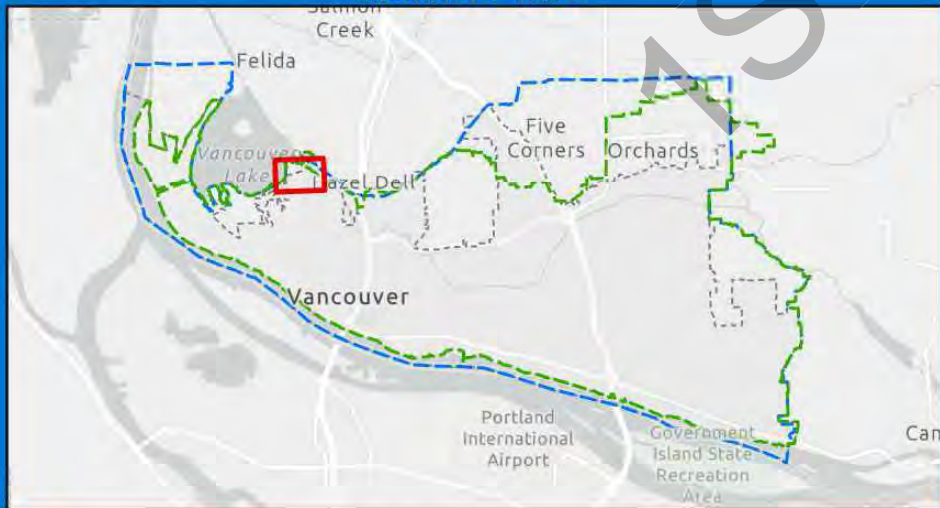 Salmon
Creek
Felida
Five
Corners
Orchards
Vancouver
Lake
Hazel Dell
Vancouver
Portland
International
Airport
Government
Island State
Recreation
Area